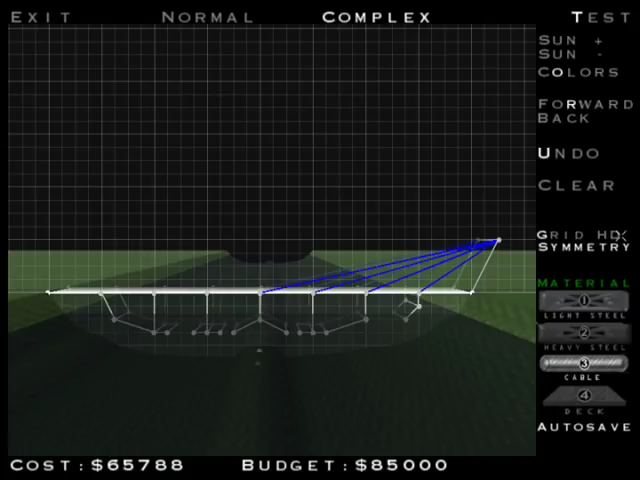 EXIT NORMAL COMPLEX TEST
SUN +
SUN -
COLORS
FORWARD
BACK
UNDO
CLEAR
GRID HD
SYMMETRY
MATERIAL
1
LIGHT STEEL
2
HEAVY STEEL
3
CABLE
4
DECK
AUTOSAVE
COST:$65788 BUDGET:$85000